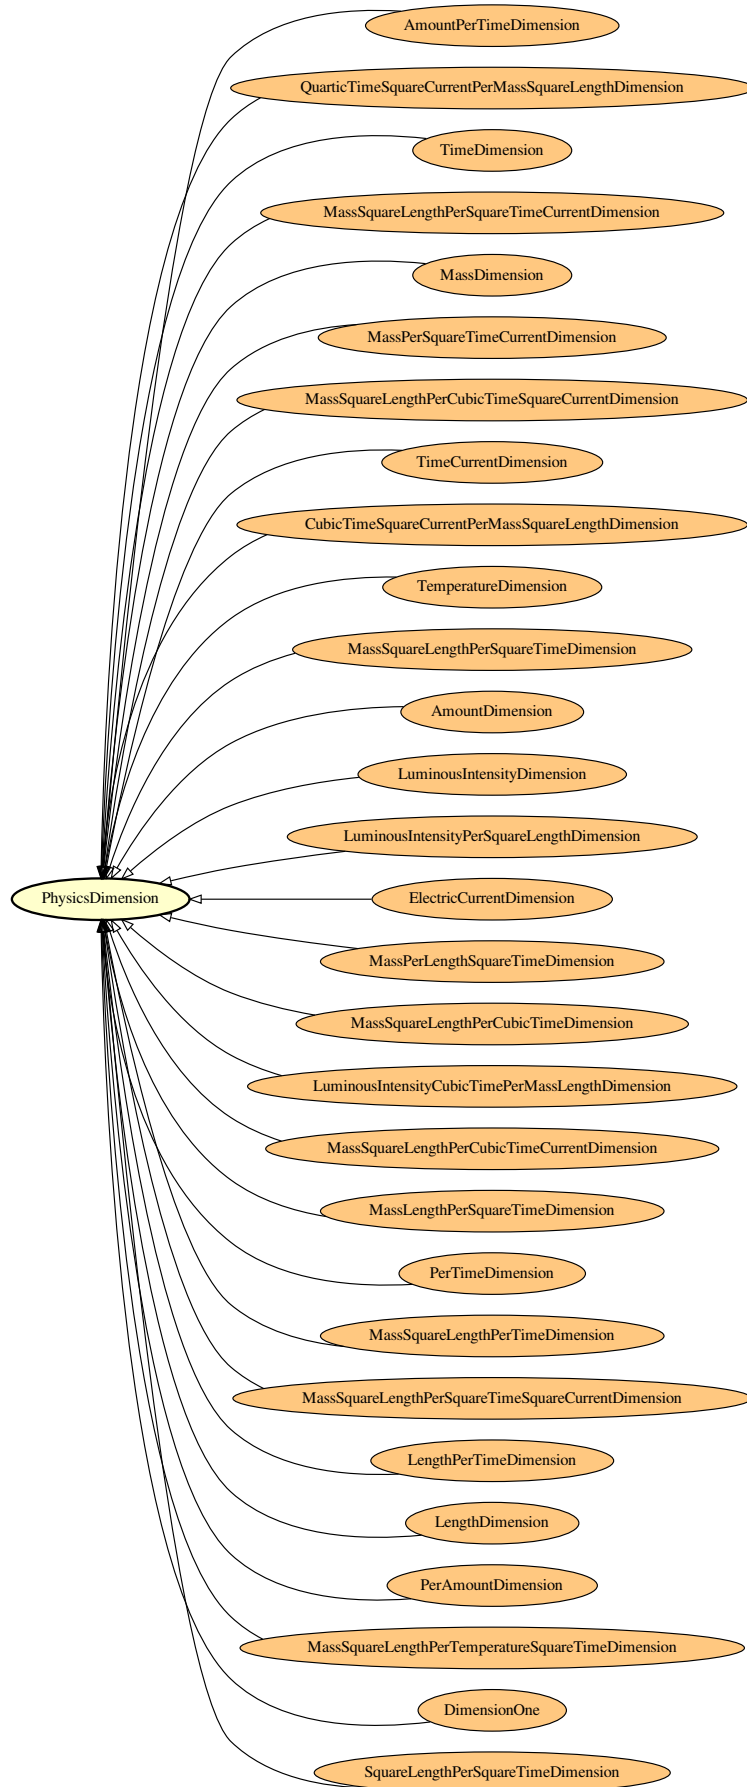 AmountPerTimeDimension
QuarticTimeSquareCurrentPerMassSquareLengthDimension
TimeDimension
MassSquareLengthPerSquareTimeCurrentDimension
MassDimension
MassPerSquareTimeCurrentDimension
MassSquareLengthPerCubicTimeSquareCurrentDimension
TimeCurrentDimension
CubicTimeSquareCurrentPerMassSquareLengthDimension
TemperatureDimension
MassSquareLengthPerSquareTimeDimension
AmountDimension
LuminousIntensityDimension
LuminousIntensityPerSquareLengthDimension
PhysicsDimension
ElectricCurrentDimension
MassPerLengthSquareTimeDimension
MassSquareLengthPerCubicTimeDimension
LuminousIntensityCubicTimePerMassLengthDimension
MassSquareLengthPerCubicTimeCurrentDimension
MassLengthPerSquareTimeDimension
PerTimeDimension
MassSquareLengthPerTimeDimension
MassSquareLengthPerSquareTimeSquareCurrentDimension
LengthPerTimeDimension
LengthDimension
PerAmountDimension
MassSquareLengthPerTemperatureSquareTimeDimension
DimensionOne
SquareLengthPerSquareTimeDimension